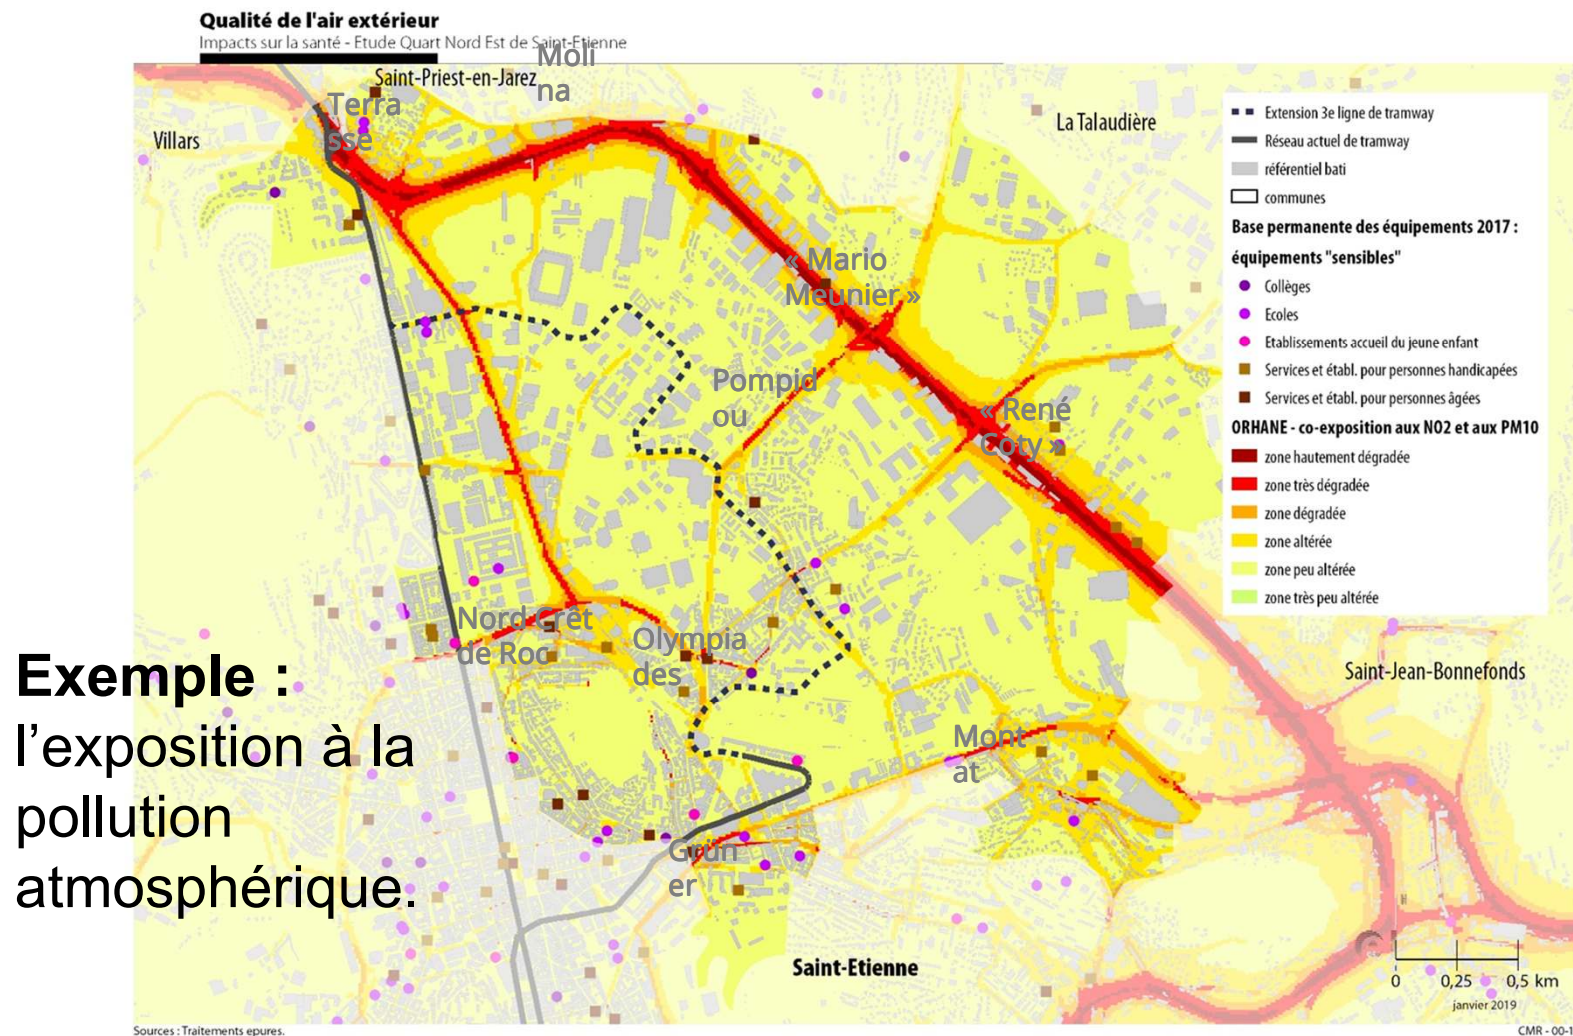 Qualité de l'air extérieur
Impacts sur la santé - Etude Quart Nord Est de Saint-Etienne
Moli
na
Saint-Priest-en-Jarez
Terra
sse
Villars
La Talaudière
Extension 3e ligne de tramway
Réseau actuel de tramway
référentiel bati
communes
Base permanente des équipements 2017 :
équipements "sensibles"
Collèges
Ecoles
Etablissements accueil du jeune enfant
Services et établ. pour personnes handicapées
Services et établ. pour personnes âgées
ORHANE - co-exposition aux NO2 et aux PM10
zone hautement dégradée
zone très dégradée
zone dégradée
zone altérée
zone peu altérée
zone très peu altérée
« Mario
Meunier »
Pompid
ou
« René
Coty »
Nord Crêt
de Roc
Olympia
des
Mont
at
Grün
er
Saint-Jean-Bonnefonds
Saint-Etienne
Exemple :
l’exposition à la
pollution
atmosphérique.
0 0,25 0,5 km
janvier 2019
Sources : Traitements epures.
CMR - 00-1